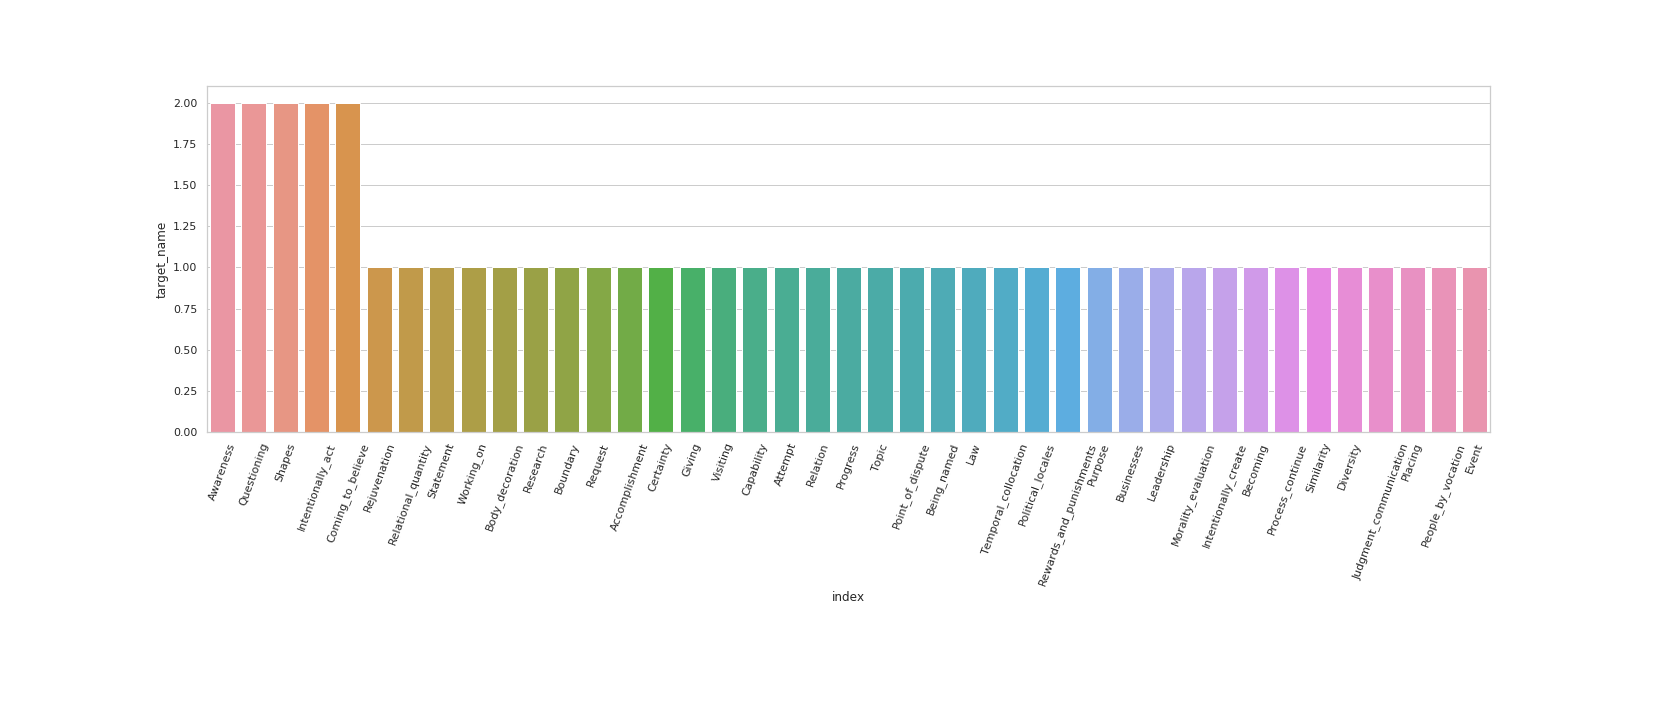 2.00
1.75
1.50
1.25
1.00
0.75
0.50
0.25
0.00
target_name
Awareness
Questioning
Shapes
Intentionally_act
Coming_to_believe
Rejuvenation
Relational_quantity
Statement
Working_on
Body_decoration
Research
Boundary
Request
Accomplishment
Certainty
Giving
Visiting
Capability
Attempt
Relation
Progress
Topic
Point_of_dispute
Being_named
Law
Temporal_collocation
Political_locales
Rewards_and_punishments
Purpose
Businesses
Leadership
Morality_evaluation
Intentionally_create
Becoming
Process_continue
Similarity
Diversity
Judgment_communication
Placing
People_by_vocation
Event
index